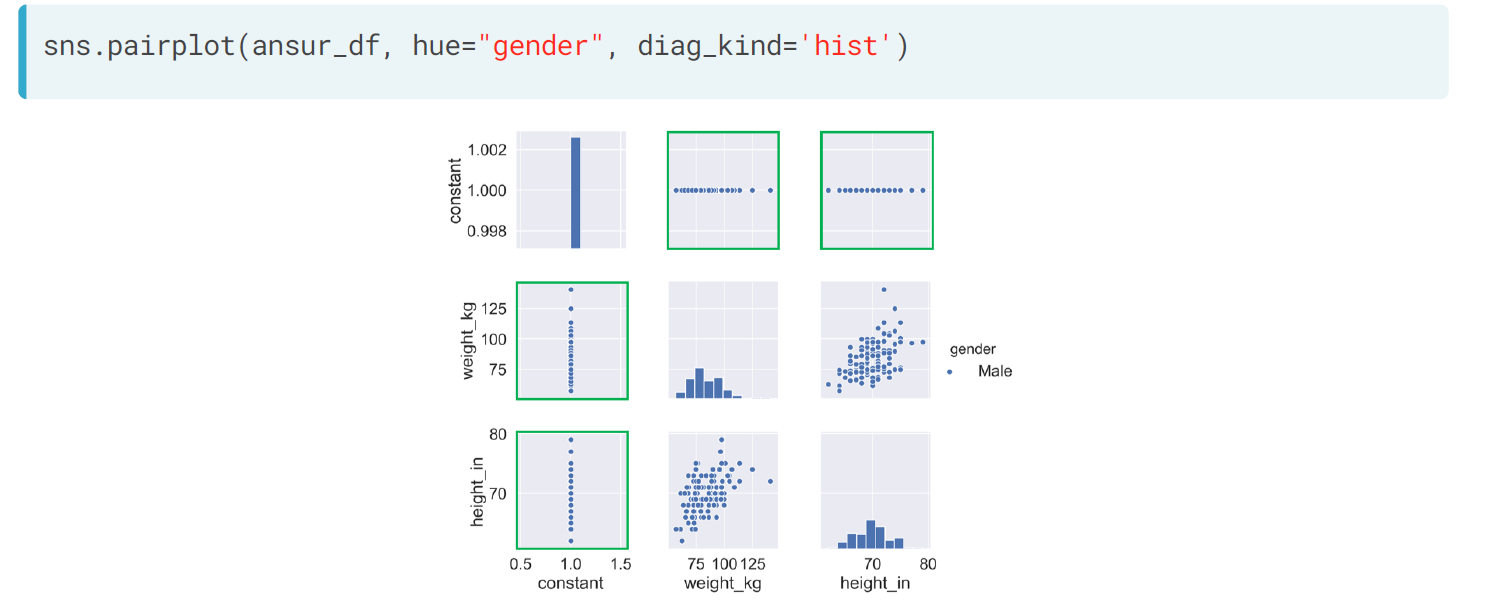 sns.pairplot(ansur_df, hue="gender", diag_kind='hist')
constant
1.002
1.000
0.998
weight_kg
125
100
75
gender
Male
height_in
80
70
0.5 1.0 1.5
constant
75 100 125
weight_kg
70 80
height_in